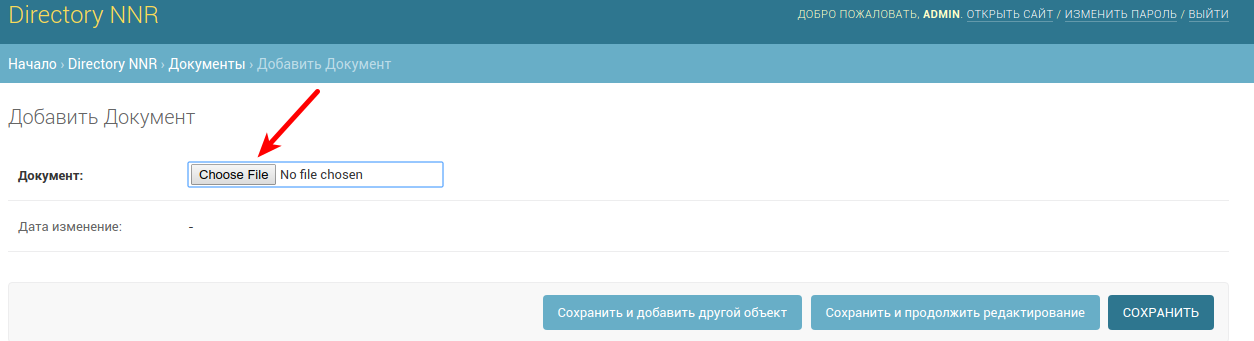 Directory NNR
ДОБРО ПОЖАЛОВАТЬ, ADMIN. ОТКРЫТЬ САЙТ / ИЗМЕНИТЬ ПАРОЛЬ / ВЫЙТИ
Начало › Directory NNR › Документы › Добавить Документ
Добавить Документ
Документ: Choose File No file chosen
Дата изменение: -
Сохранить и добавить другой объект Сохранить и продолжить редактирование СОХРАНИТЬ